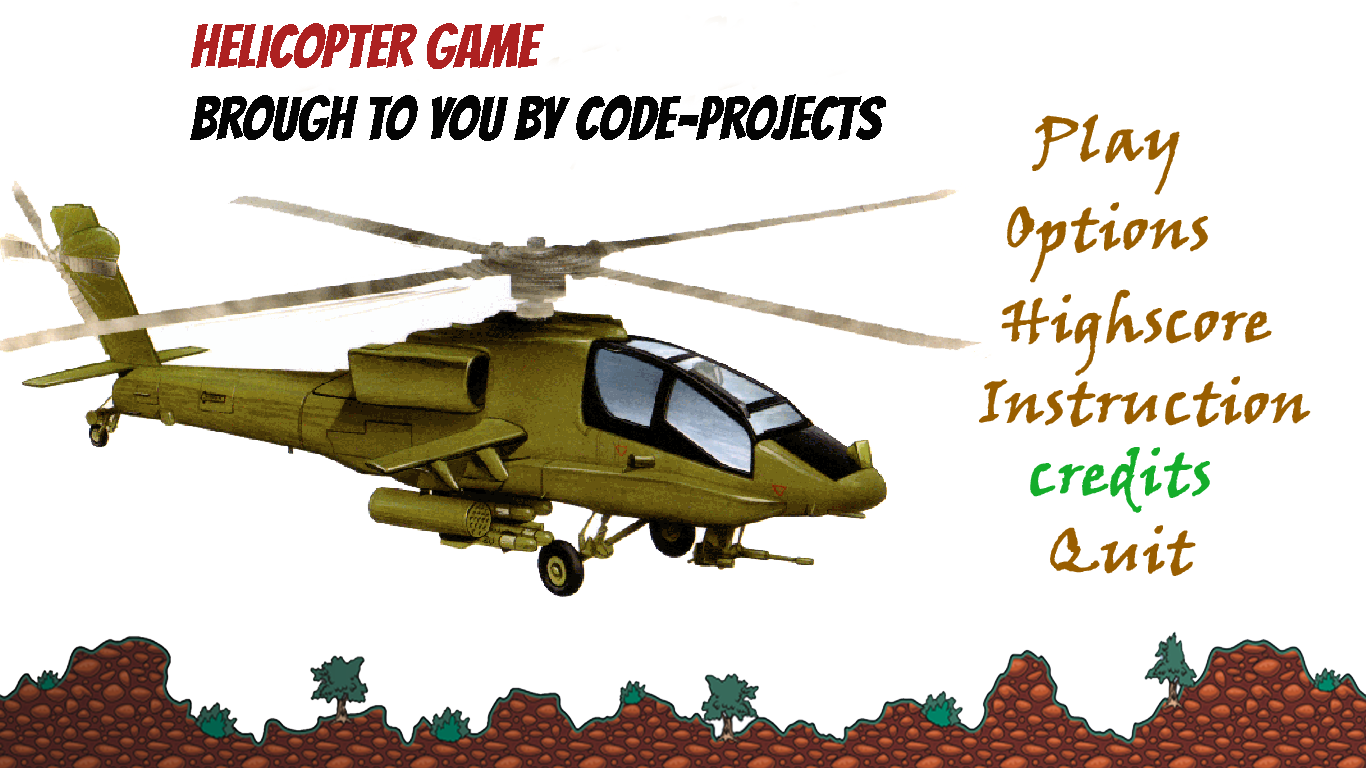 HELICOPTER GAME
BROUGH TO YOU BY CODE-PROJECTS
Play
Options
Highscore
Instruction
credits
Quit